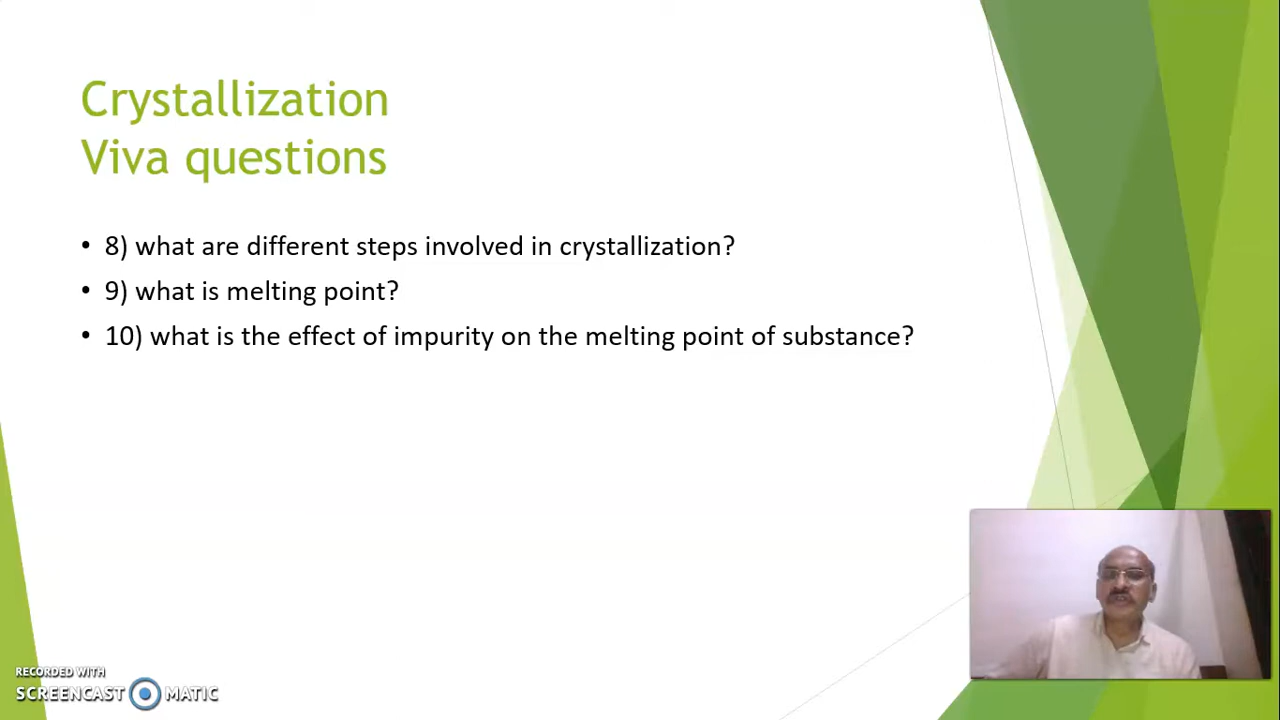 Crystallization
Viva questions
• 8) what are different steps involved in crystallization?
• 9) what is melting point?
• 10) what is the effect of impurity on the melting point of substance?
RECORDED WITH
SCREENCAST MATIC